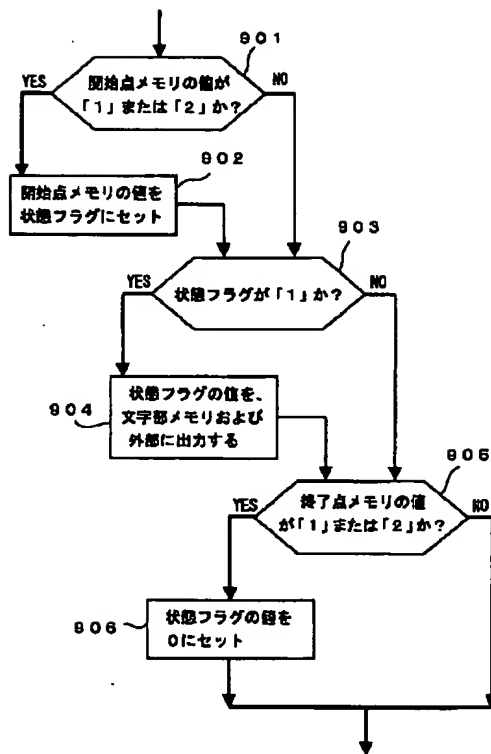 901
開始点メモリの値が
「1」または「2」か?
YES
NO
902
開始点メモリの値を
状態フラグにセット
903
状態フラグが「1」か?
YES
NO
904
状態フラグの値を、
文字部メモリおよび
外部に出力する
905
終了点メモリの値
が「1」または「2」か?
YES
NO
906
状態フラグの値を
0にセット